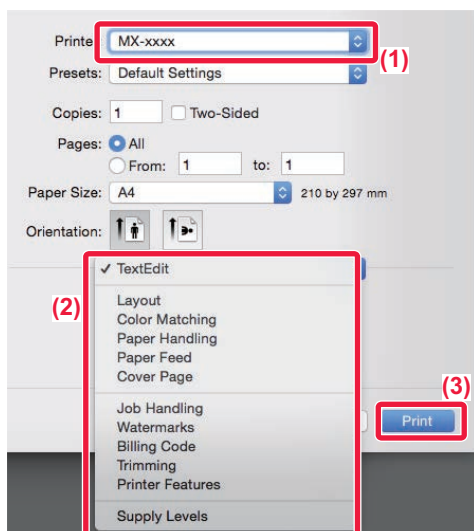 Printer: MX-xxxx
(1)
Presets: Default Settings
Copies: 1 Two-Sided
Pages: All
From: 1 to: 1
Paper Size: A4 210 by 297 mm
Orientation:
✓ TextEdit
(2)
Layout
Color Matching
Paper Handling
Paper Feed
Cover Page
(3)
Job Handling
Print
Watermarks
Billing Code
Trimming
Printer Features
Supply Levels